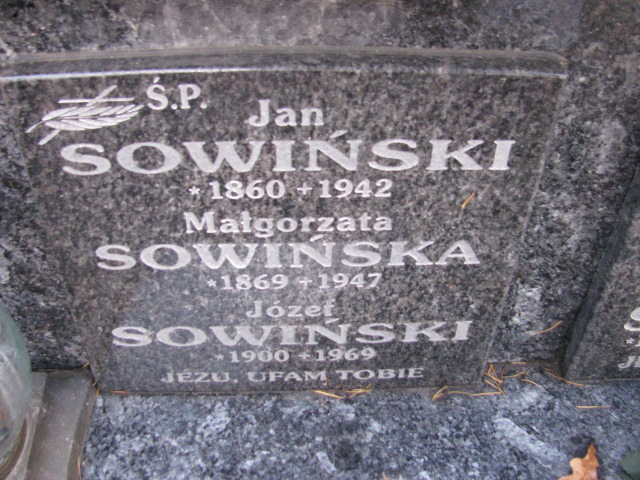 Ś.P.
Jan
SOWIŃSKI
*1860 +1942
Małgorzata
SOWIŃSKA
*1869 +1947
Józef
SOWIŃSKI
*1900 +1969
JEZU, UFAM TOBIE